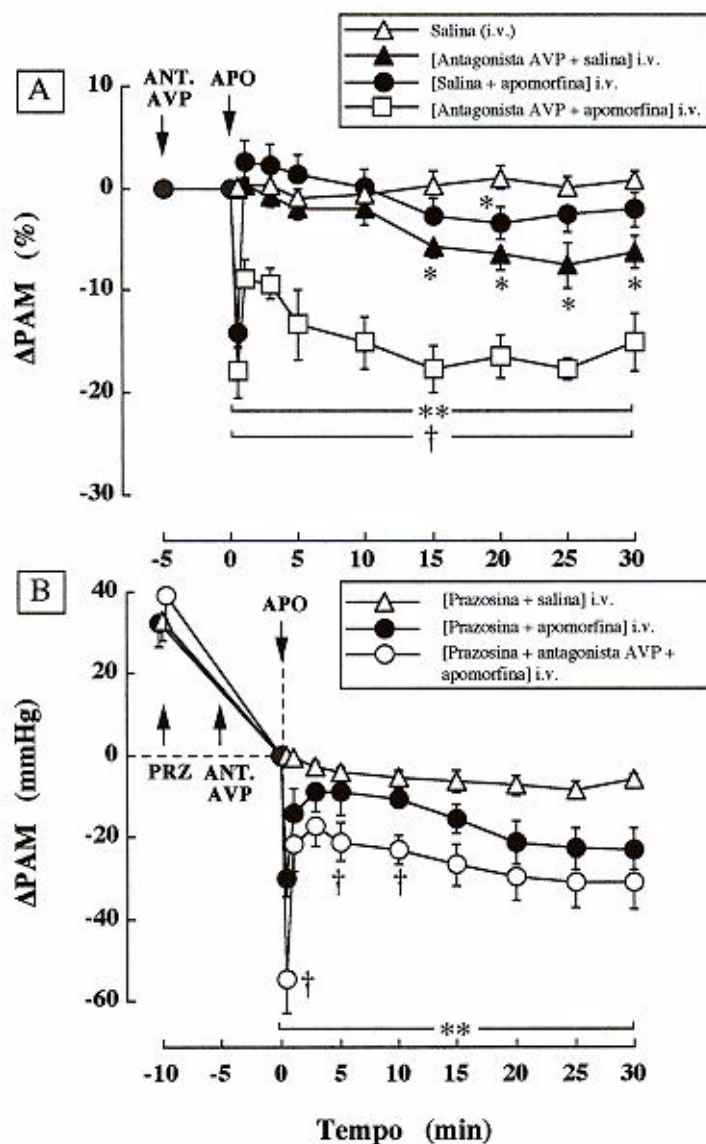 Salina (i.v.)
[Antagonista AVP + salina] i.v.
[Salina + apomorfina] i.v.
[Antagonista AVP + apomorfina] i.v.
A
ANT.
AVP
APO
10
0
-10
-20
-30
ΔPAM (%)
*
*
*
*
*
**
†
-5 0 5 10 15 20 25 30
B
[Prazosina + salina] i.v.
[Prazosina + apomorfina] i.v.
[Prazosina + antagonista AVP +
apomorfina] i.v.
APO
40
20
0
-20
-40
-60
ΔPAM (mmHg)
PRZ
ANT.
AVP
† †
†
**
-10 -5 0 5 10 15 20 25 30
Tempo (min)